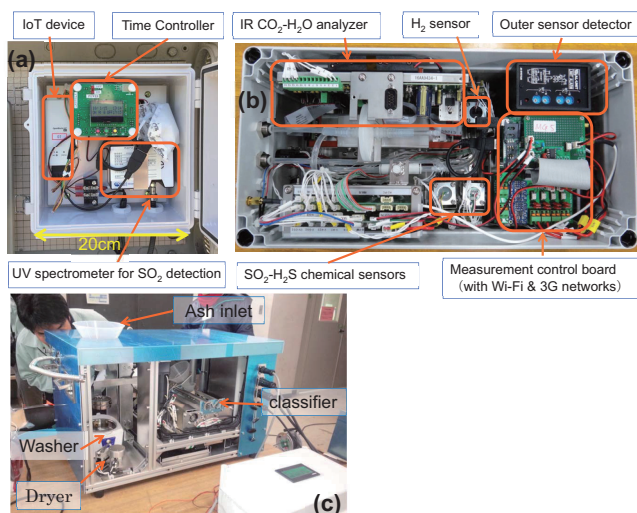 IoT device
Time Controller
IR CO₂-H₂O analyzer
H₂ sensor
Outer sensor detector
(a)
(b)
20cm
UV spectrometer for SO₂ detection
SO₂-H₂S chemical sensors
Measurement control board
(with Wi-Fi & 3G networks)
Ash inlet
classifier
Washer
Dryer
(c)